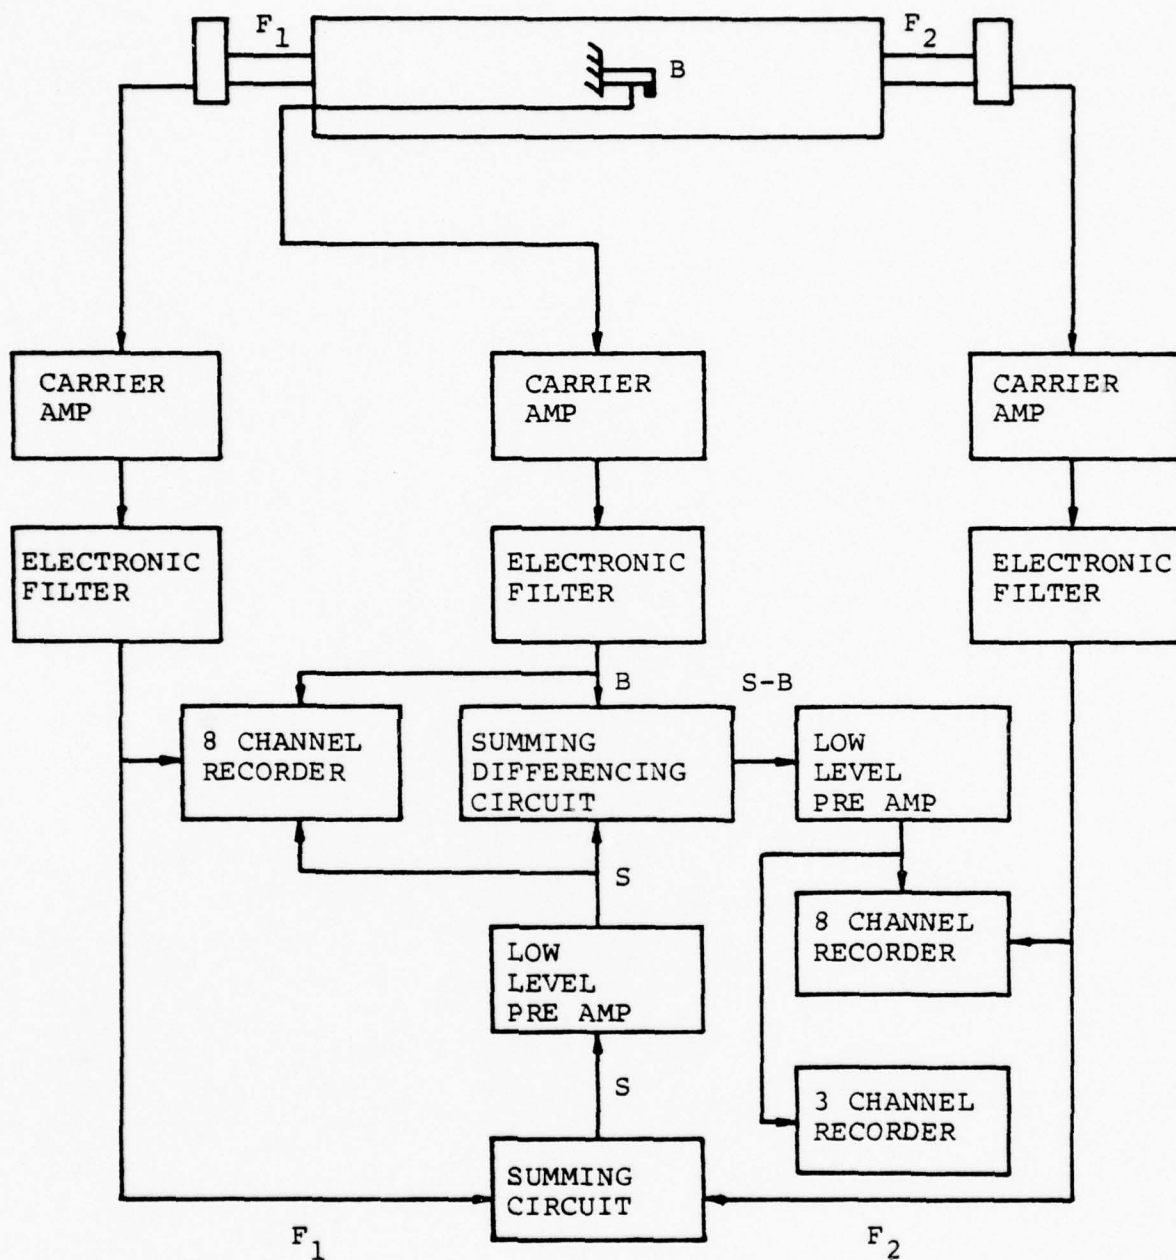 F1
F2
B
CARRIER
AMP
CARRIER
AMP
CARRIER
AMP
ELECTRONIC
FILTER
ELECTRONIC
FILTER
ELECTRONIC
FILTER
B
S-B
8 CHANNEL
RECORDER
SUMMING
DIFFERENCING
CIRCUIT
LOW
LEVEL
PRE AMP
S
8 CHANNEL
RECORDER
LOW
LEVEL
PRE AMP
S
3 CHANNEL
RECORDER
SUMMING
CIRCUIT
F1
F2